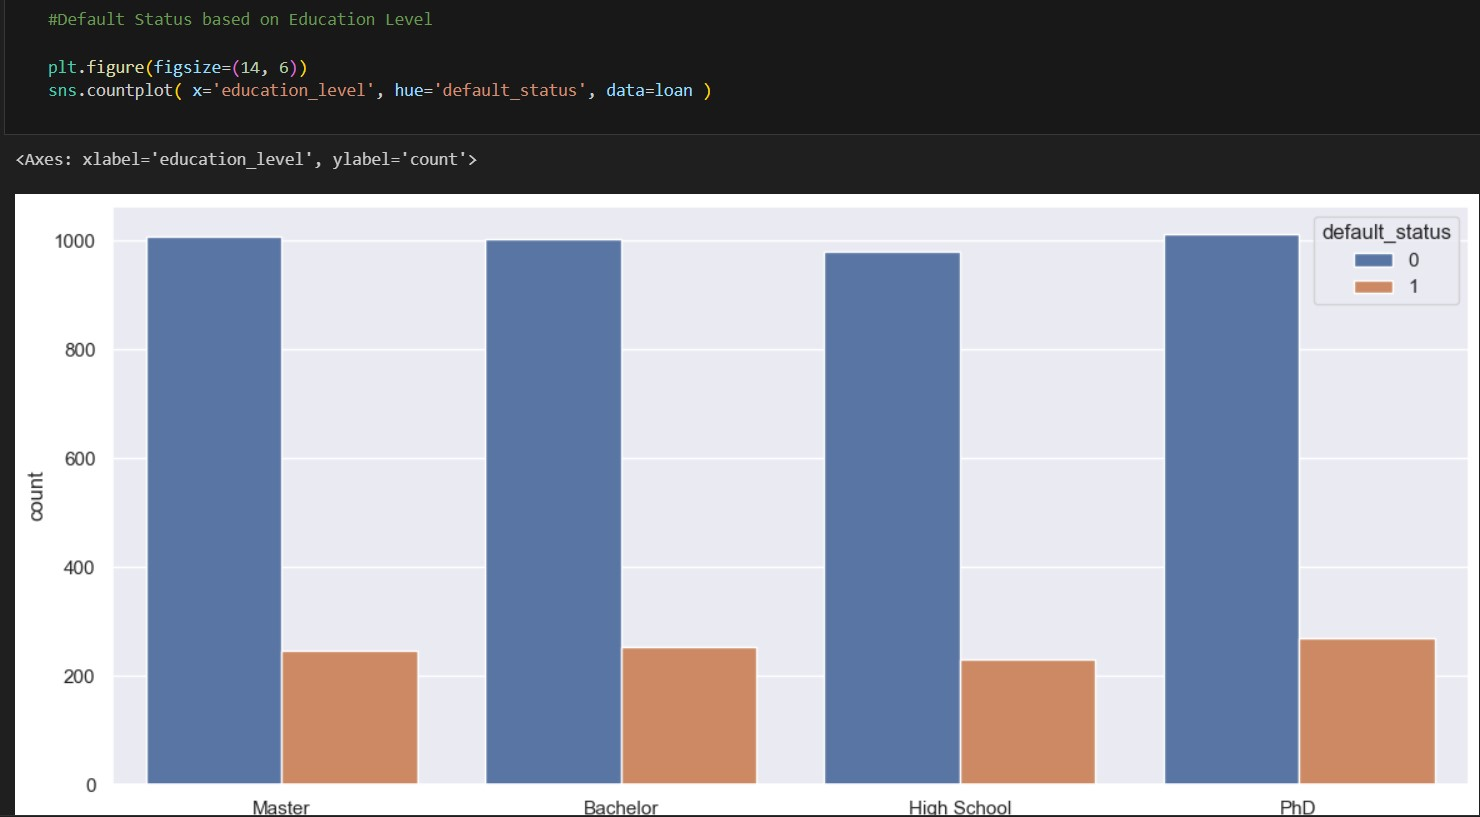 #Default Status based on Education Level
plt.figure(figsize=(14, 6))
sns.countplot( x='education_level', hue='default_status', data=loan )
<Axes: xlabel='education_level', ylabel='count'>
default_status
0
1
1000
800
600
400
200
0
count
Master Bachelor High School PhD